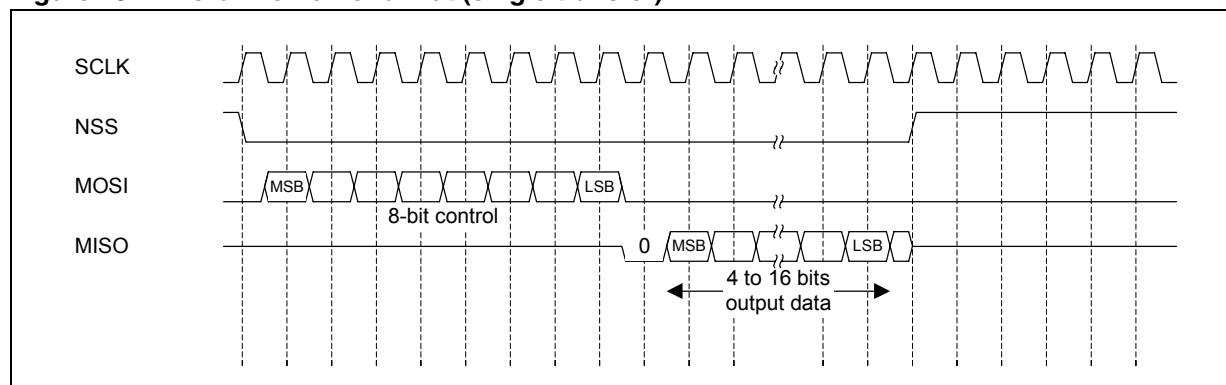 SCLK
NSS
MOSI
MSB
LSB
8-bit control
MISO
0
MSB
LSB
4 to 16 bits
output data